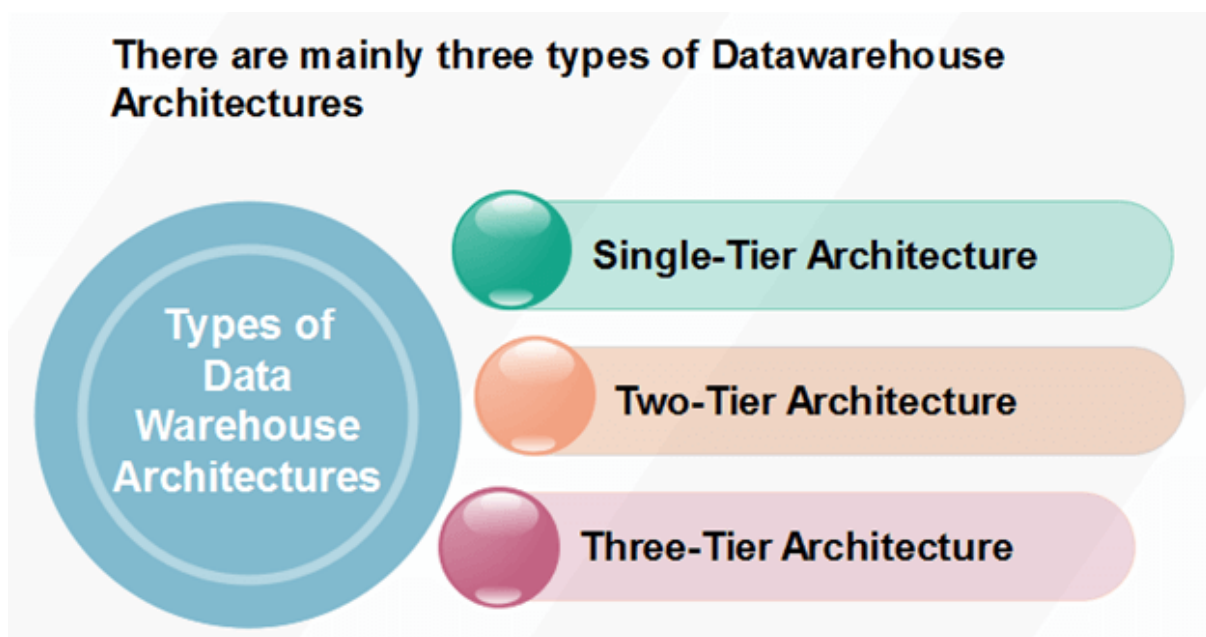 There are mainly three types of Datawarehouse
Architectures
Types of
Data
Warehouse
Architectures
Single-Tier Architecture
Two-Tier Architecture
Three-Tier Architecture